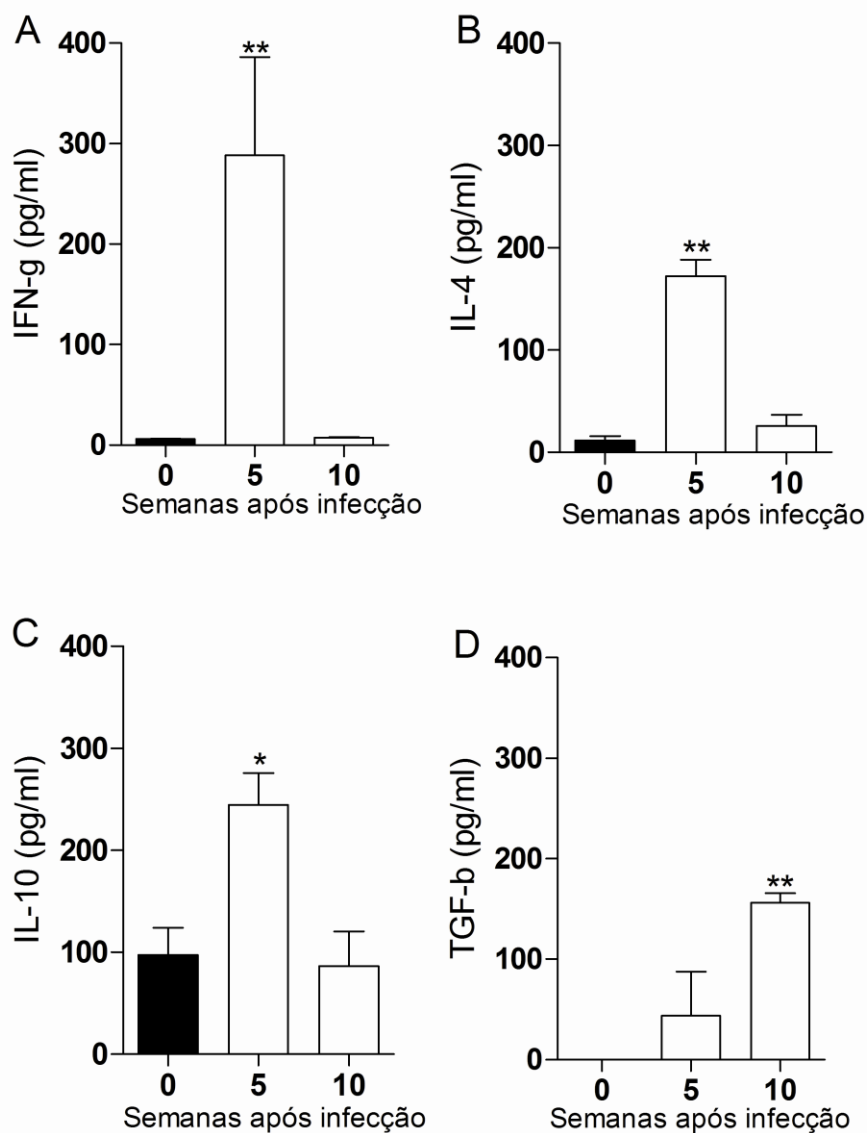 A
IFN-g (pg/ml)
400
300
200
100
0
**
0 5 10
Semanas após infecção
B
IL-4 (pg/ml)
400
300
200
100
0
**
0 5 10
Semanas após infecção
C
IL-10 (pg/ml)
400
300
200
100
0
*
0 5 10
Semanas após infecção
D
TGF-b (pg/ml)
400
300
200
100
0
**
0 5 10
Semanas após infecção